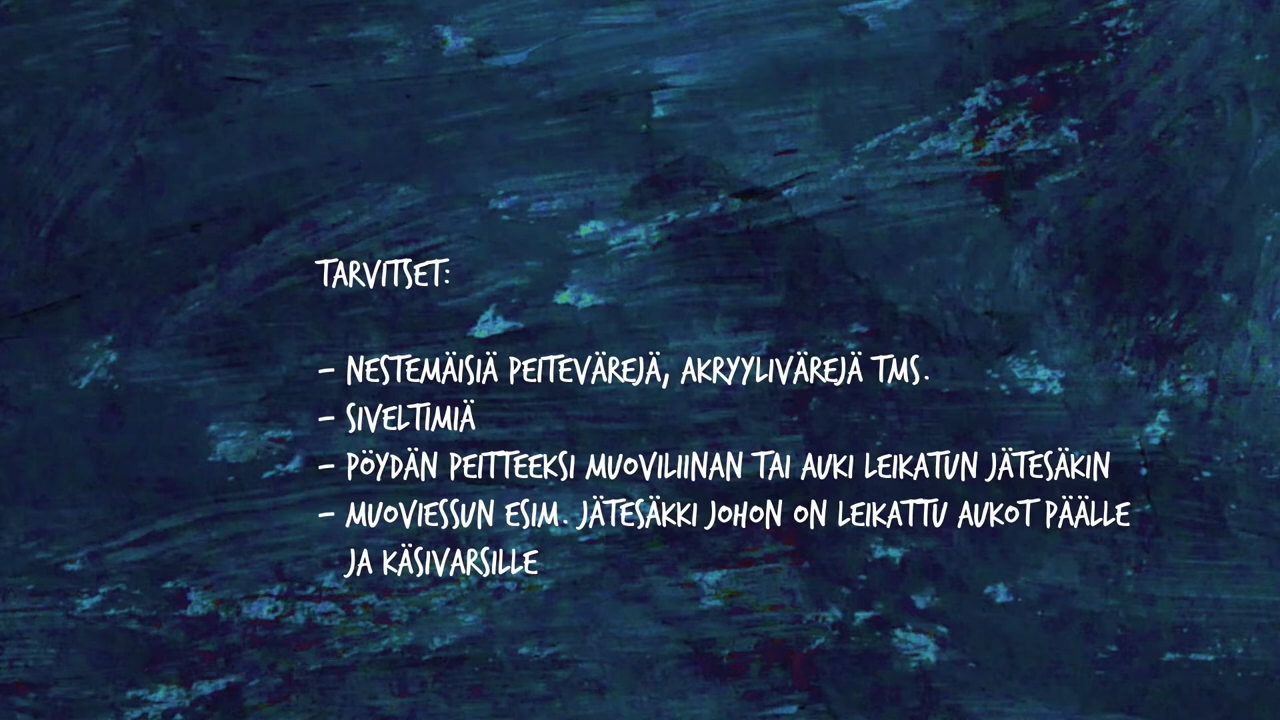 TARVITSET:
- NESTEMÄISIÄ PEITEVÄREJÄ, AKRYYLIVÄREJÄ TMS.
- SIVELTIMIÄ
- PÖYDÄN PEITTEEKSI MUOVILIINAN TAI AUKI LEIKATUN JÄTESÄKIN
- MUOVIESSUN ESIM. JÄTESÄKKI JOHON ON LEIKATTU AUKOT PÄÄLLE
JA KÄSIVARSILLE